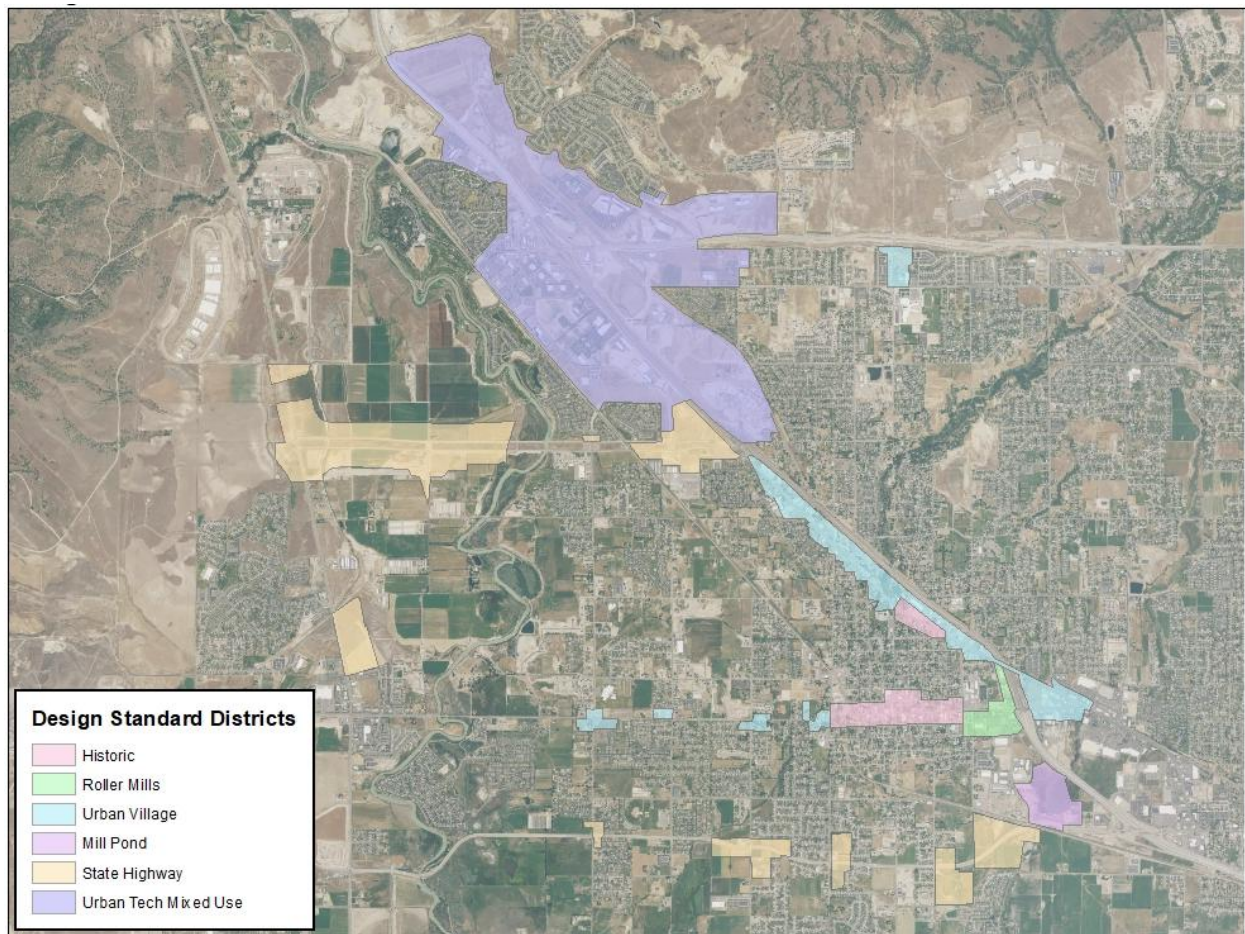 Design Standard Districts
Historic
Roller Mills
Urban Village
Mill Pond
State Highway
Urban Tech Mixed Use